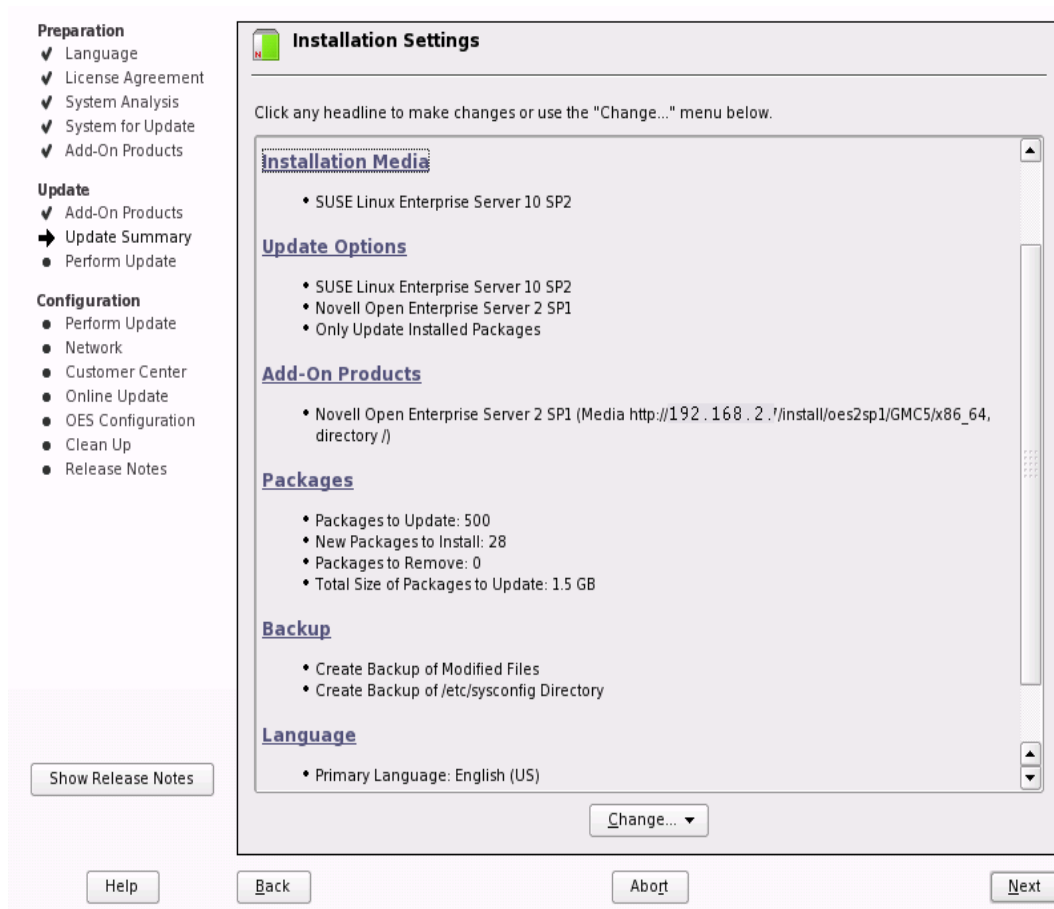 Preparation
Language
License Agreement
System Analysis
System for Update
Add-On Products
Update
Add-On Products
Update Summary
Perform Update
Configuration
Perform Update
Network
Customer Center
Online Update
OES Configuration
Clean Up
Release Notes
Show Release Notes
Help
N
Installation Settings
Click any headline to make changes or use the "Change..." menu below.
Installation Media
• SUSE Linux Enterprise Server 10 SP2
Update Options
• SUSE Linux Enterprise Server 10 SP2
• Novell Open Enterprise Server 2 SP1
• Only Update Installed Packages
Add-On Products
• Novell Open Enterprise Server 2 SP1 (Media http://192.168.2.'/install/oes2sp1/GMC5/x86_64,
directory /)
Packages
• Packages to Update: 500
• New Packages to Install: 28
• Packages to Remove: 0
• Total Size of Packages to Update: 1.5 GB
Backup
• Create Backup of Modified Files
• Create Backup of /etc/sysconfig Directory
Language
• Primary Language: English (US)
Change...
Back
Abort
Next